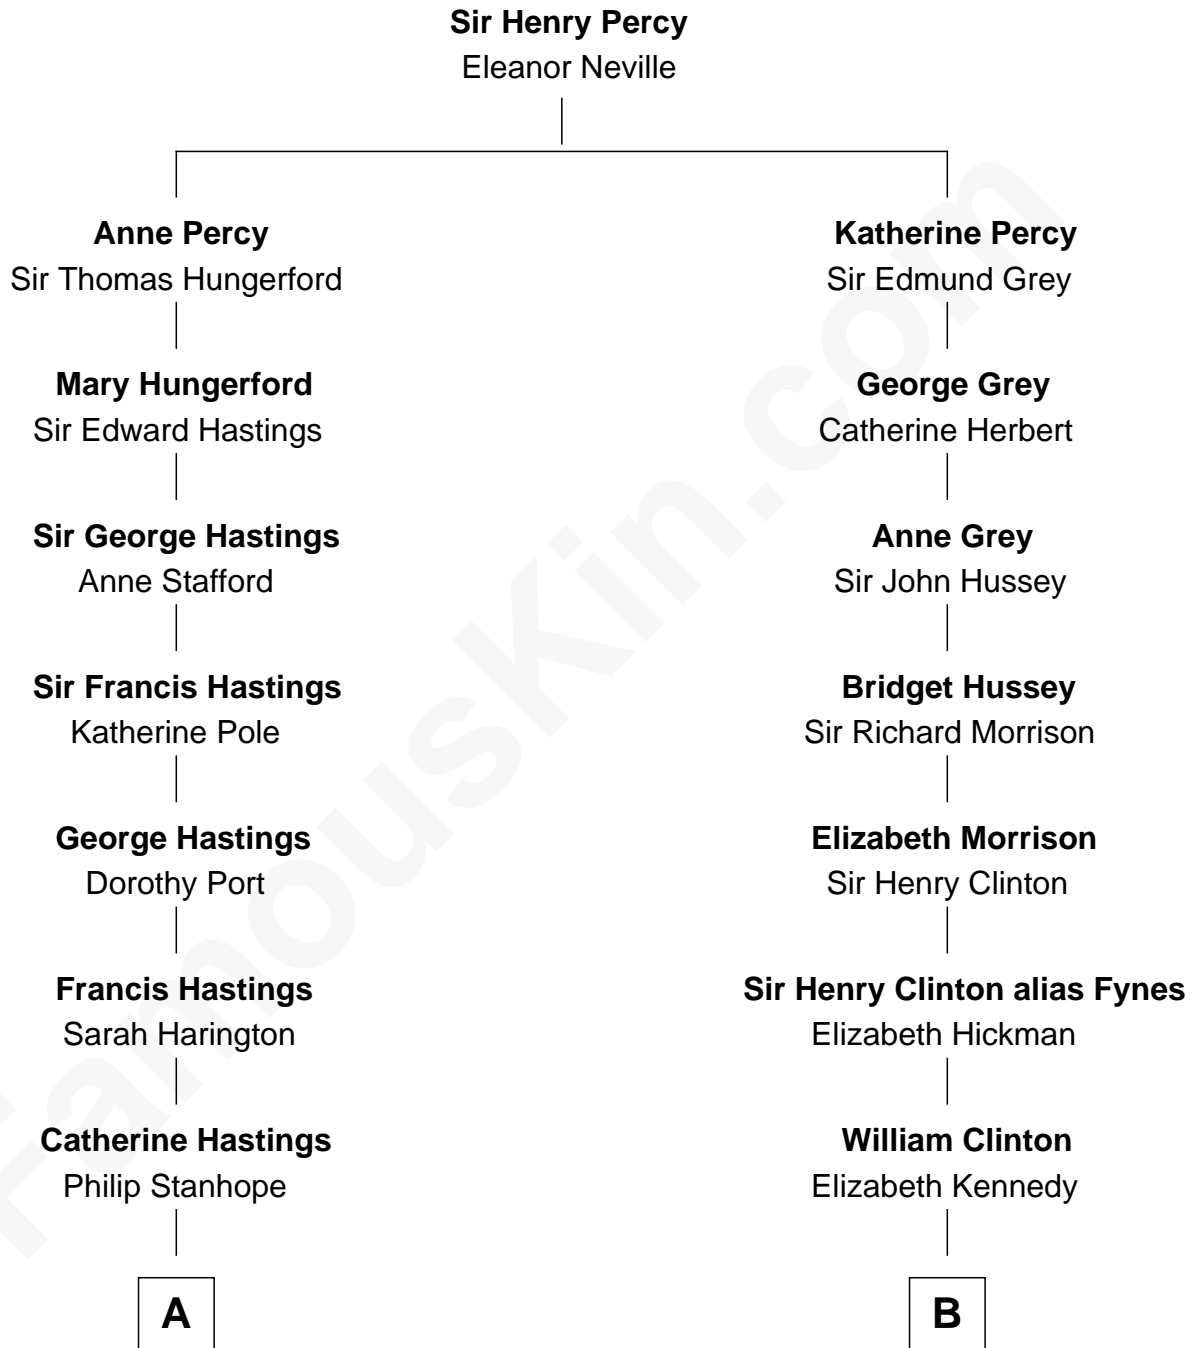 Sir Henry Percy
Eleanor Neville
Anne Percy
Sir Thomas Hungerford
Katherine Percy
Sir Edmund Grey
Mary Hungerford
Sir Edward Hastings
George Grey
Catherine Herbert
Sir George Hastings
Anne Stafford
Anne Grey
Sir John Hussey
Sir Francis Hastings
Katherine Pole
Bridget Hussey
Sir Richard Morrison
George Hastings
Dorothy Port
Elizabeth Morrison
Sir Henry Clinton
Francis Hastings
Sarah Harington
Sir Henry Clinton alias Fynes
Elizabeth Hickman
Catherine Hastings
Philip Stanhope
William Clinton
Elizabeth Kennedy
A
B
FamousKin.com